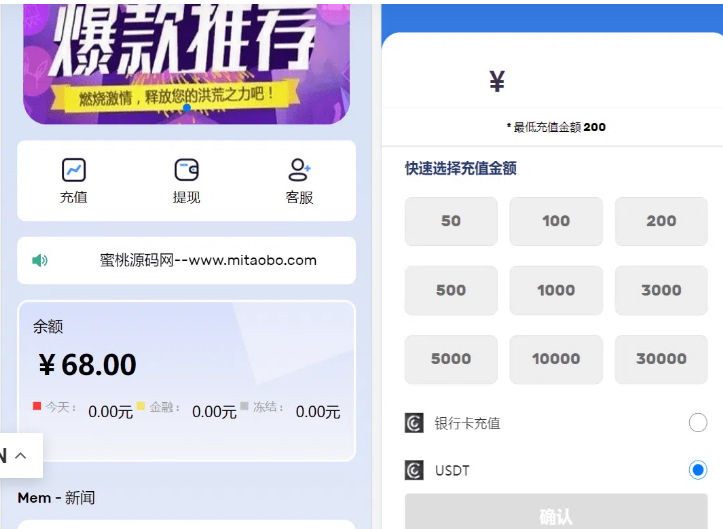 爆款推荐
燃烧激情，释放您的洪荒之力吧！
充值
提现
客服
蜜桃源码网--www.mitaobo.com
余额
￥68.00
今天： 0.00元 金融： 0.00元 冻结： 0.00元
N
Mem - 新闻
¥
* 最低充值金额 200
快速选择充值金额
50
100
200
500
1000
3000
5000
10000
30000
银行卡充值
USDT
确认